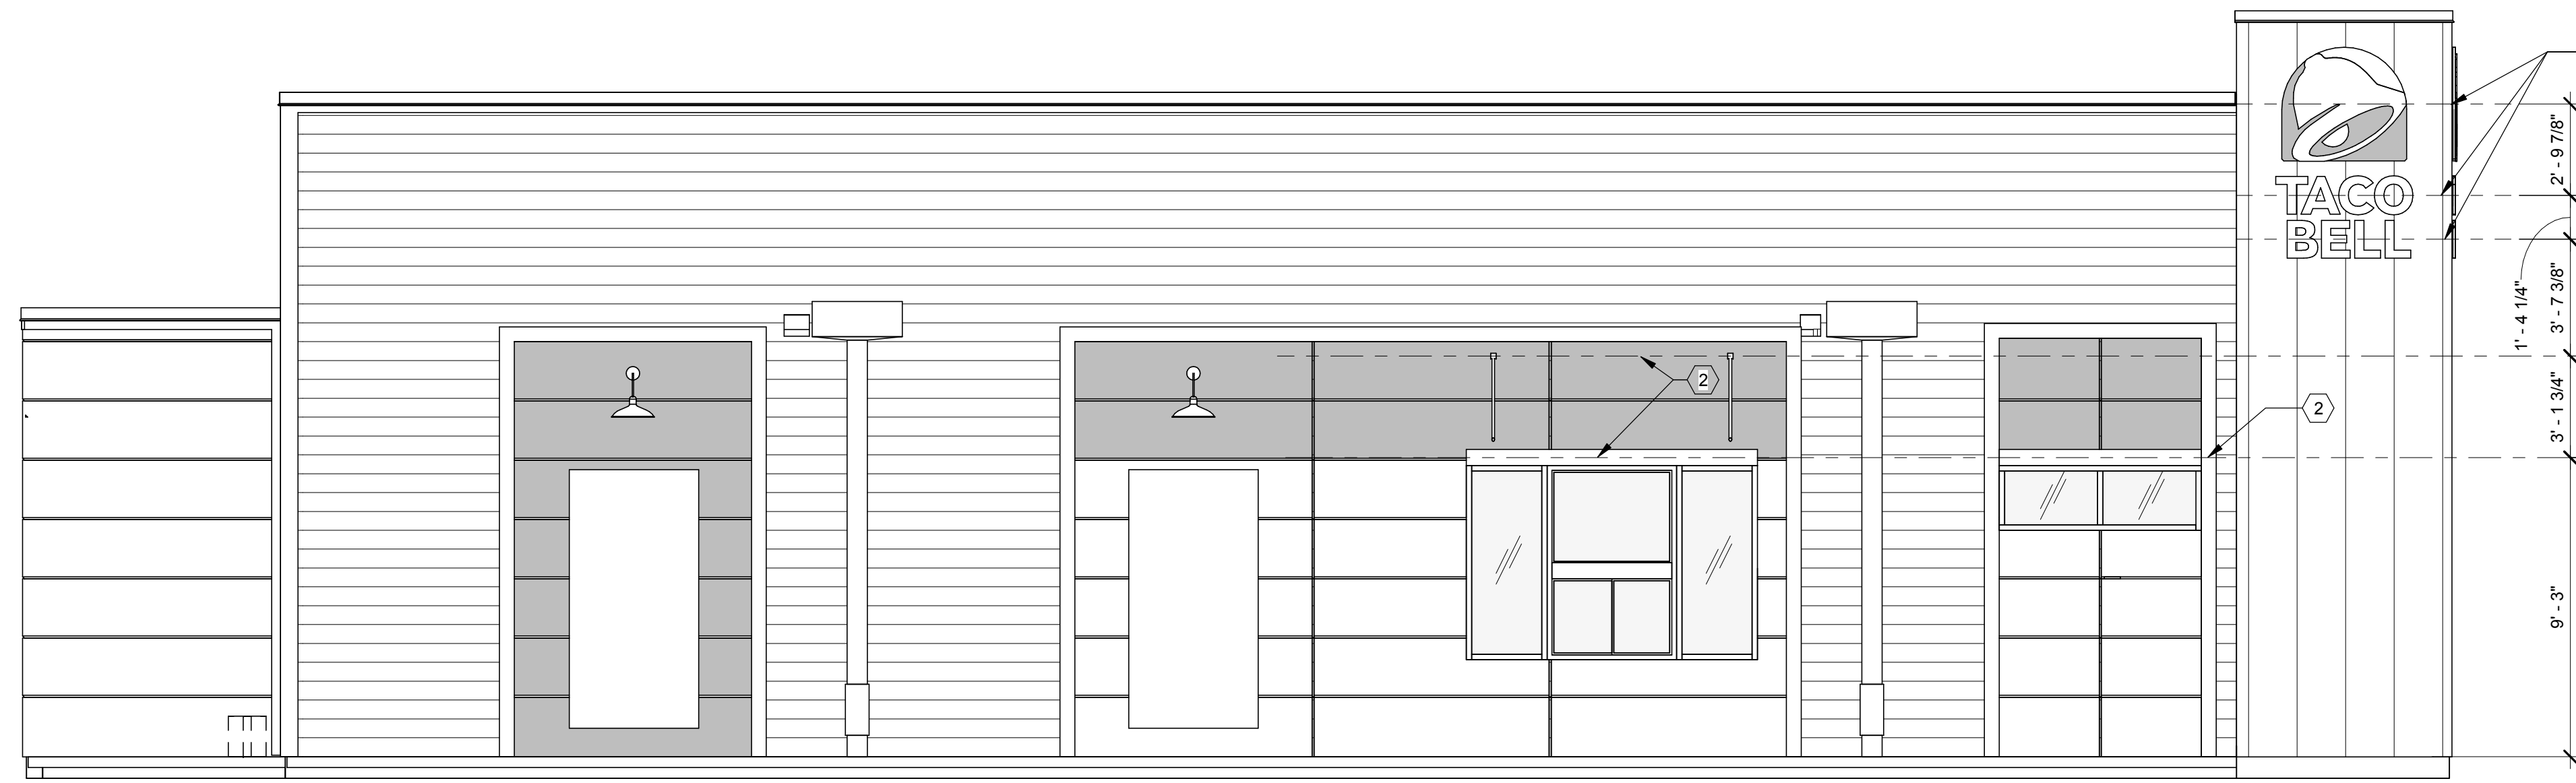 TACO
BELL
2' - 9 7/8"
1' - 4 1/4"
3' - 7 3/8"
2
3' - 1 3/4"
2
9' - 3"